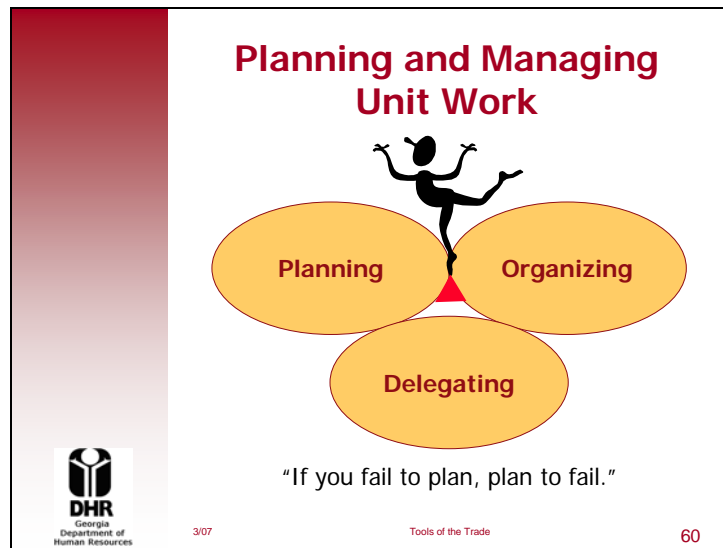 Planning and Managing
Unit Work
Planning
Organizing
Delegating
“If you fail to plan, plan to fail.”
DHR
Georgia
Department of
Human Resources
3/07
Tools of the Trade
60